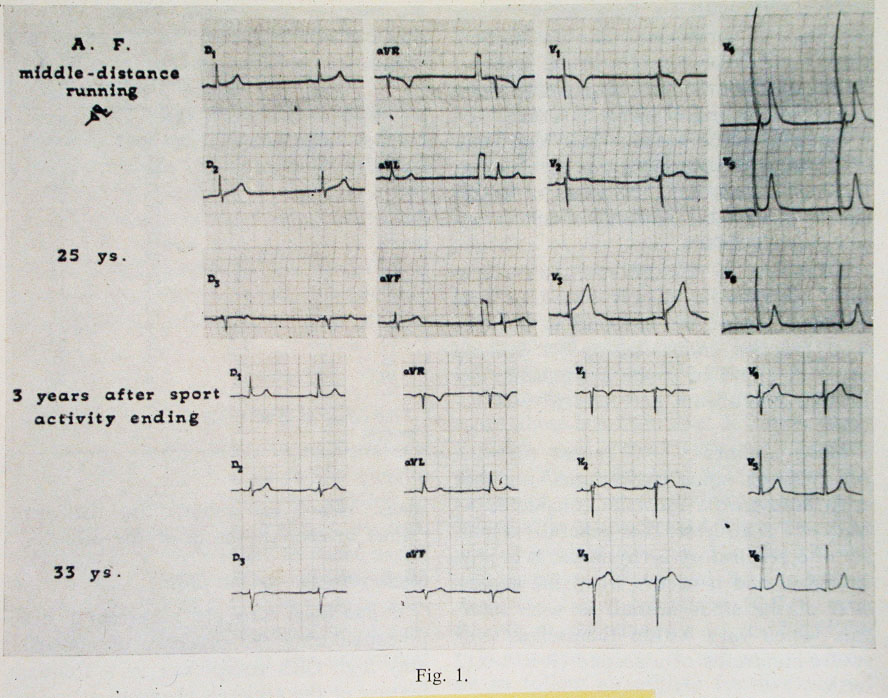 A. F.
middle-distance
running
D₁ aVR V₁ V₄
D₂ aVL V₂ V₅
25 ys.
D₃ aVF V₃ V₆
3 years after sport
activity ending
D₁ aVR V₁ V₄
D₂ aVL V₂ V₅
33 ys.
D₃ aVF V₃ V₆
Fig. 1.